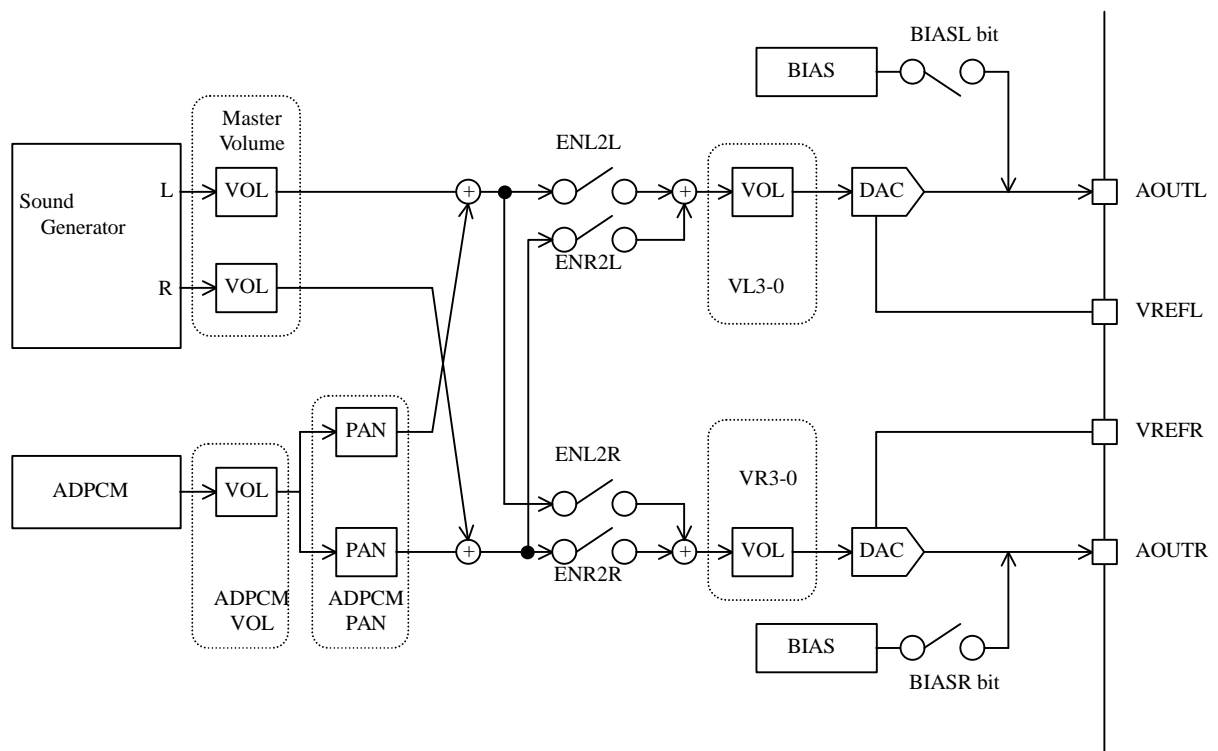 BIASL bit
BIAS
Master
Volume
ENL2L
L
VOL
+
VOL
DAC
AOUTL
Sound
Generator
ENR2L
R
VOL
VL3-0
VREFL
PAN
VREFR
ENL2R
VR3-0
ADPCM
VOL
PAN
+
+
VOL
DAC
AOUTR
ENR2R
ADPCM
VOL
ADPCM
PAN
BIAS
BIASR bit
+